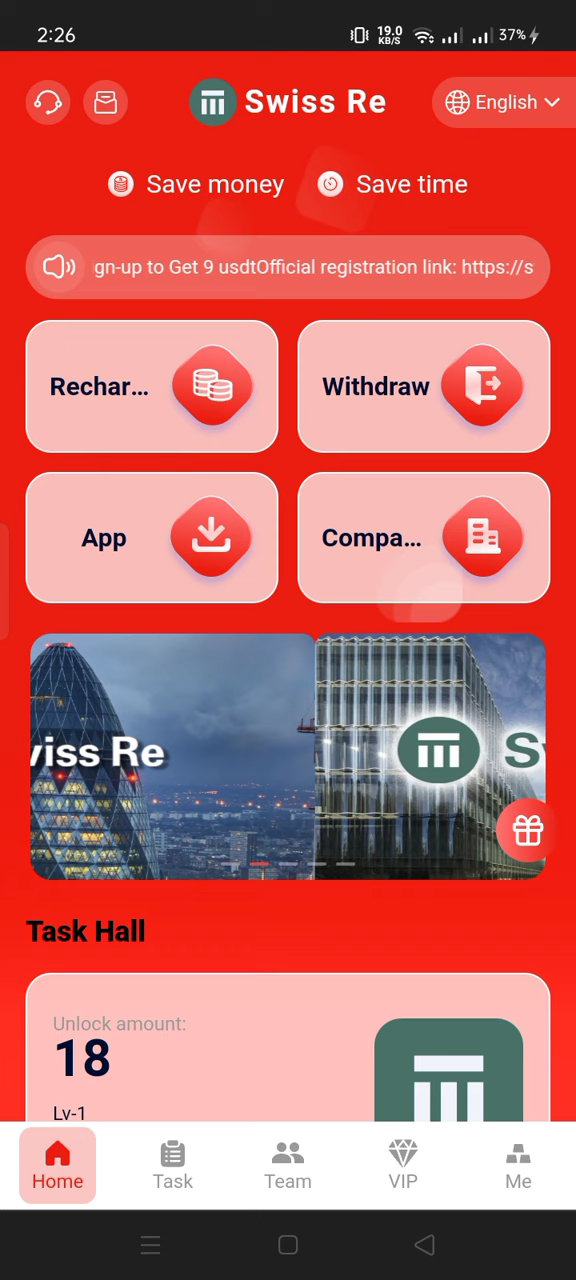 2:26 19.0 KB/S 37%
Swiss Re
English
Save money Save time
gn-up to Get 9 usdtOfficial registration link: https://s
Rechar... Withdraw
App Compa...
viss Re
Task Hall
Unlock amount:
18
Lv-1
Home Task Team VIP Me